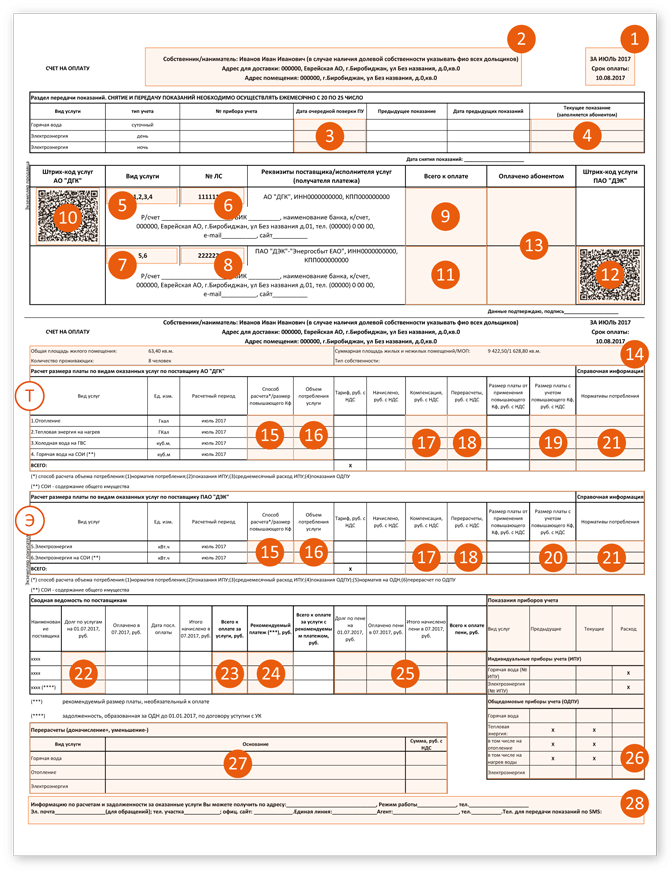 2
1
СЧЕТ НА ОПЛАТУ
Собственник/наниматель: Иванов Иван Иванович (в случае наличия долевой собственности указывать фио всех дольщиков)
Адрес для доставки: 000000, Еврейская АО, г.Биробиджан, ул Без названия, д.0,кв.0
Адрес помещения: 000000, г.Биробиджан, ул Без названия, д.0,кв.0
ЗА ИЮЛЬ 2017
Срок оплаты:
10.08.2017
Раздел передачи показаний. СНЯТИЕ И ПЕРЕДАЧУ ПОКАЗАНИЙ НЕОБХОДИМО ОСУЩЕСТВЛЯТЬ ЕЖЕМЕСЯЧНО С 20 ПО 25 ЧИСЛО
Вид услуги тип учета № прибора учета Дата очередной поверки ПУ Предыдущее показание Дата предыдущих показаний Текущее показание (заполняется абонентом)
Горячая вода суточный
Электроэнергия день
Электроэнергия ночь
3
4
Дата снятия показаний:
Штрих-код услуг АО "ДГК" Вид услуги № ЛС Реквизиты поставщика/исполнителя услуги (получателя платежа) Всего к оплате Оплачено абонентом Штрих-код услуги ПАО "ДЭК"
10
5 1,2,3,4
6 11111
АО "ДГК", ИНН0000000000, КПП000000000
Р/счет ______, БИК ______, наименование банка, к/счет,
000000, Еврейская АО, г.Биробиджан, ул Без названия д.01, тел. (00000) 0 00 00,
e-mail______, сайт______
9
13
7 5,6
8 22222
ПАО "ДЭК"-"Энергосбыт ЕАО", ИНН0000000000, КПП000000000
Р/счет ______, БИК ______, наименование банка, к/счет,
000000, Еврейская АО, г.Биробиджан, ул Без названия д.01, тел. (00000) 0 00 00,
e-mail______, сайт______
11
12
Данные подтверждаю, подпись
СЧЕТ НА ОПЛАТУ
Собственник/наниматель: Иванов Иван Иванович (в случае наличия долевой собственности указывать фио всех дольщиков)
Адрес для доставки: 000000, Еврейская АО, г.Биробиджан, ул Без названия, д.0,кв.0
Адрес помещения: 000000, г.Биробиджан, ул Без названия, д.0,кв.0
ЗА ИЮЛЬ 2017
Срок оплаты:
10.08.2017
Общая площадь жилого помещения: 63,40 кв.м. Суммарная площадь жилых и нежилых помещений/МОП: 9 422,50/1 628,80 кв.м.
Количество проживающих: 8 человек Тип собственности:
14
Расчет размера платы по видам оказанных услуг по поставщику АО "ДГК" Справочная информация
Т
Вид услуг Ед. изм. Расчетный период Способ расчета*/размер повышающего Кф Объем потребления услуги Тариф, руб. с НДС Начислено, руб. с НДС Компенсация, руб. с НДС Перерасчеты, руб. с НДС Размер платы от применения повышающего Кф, руб. с НДС Размер платы с учетом повышающего Кф, руб. с НДС Нормативы потребления
1.Отопление Гкал июль 2017
2.Тепловая энергия на нагрев ГКал июль 2017
3.Холодная вода на ГВС куб.м. июль 2017
4. Горячая вода на СОИ (**) куб.м июль 2017
ВСЕГО: х
15 16 17 18 19 21
(*) способ расчета объема потребления:(1)норматив потребления;(2)показания ИПУ;(3)среднемесячный расход ИПУ;(4)показания ОДПУ
(**) СОИ - содержание общего имущества
Расчет размера платы по видам оказанных услуг по поставщику ПАО "ДЭК" Справочная информация
Э
Вид услуг Ед. изм. Расчетный период Способ расчета*/размер повышающего Кф Объем потребления услуги Тариф, руб. с НДС Начислено, руб. с НДС Компенсация, руб. с НДС Перерасчеты, руб. с НДС Размер платы от применения повышающего Кф, руб. с НДС Размер платы с учетом повышающего Кф, руб. с НДС Нормативы потребления
5.Электроэнергия кВт.ч июль 2017
6.Электроэнергия на СОИ (**) кВт.ч июль 2017
ВСЕГО: х
15 16 17 18 20 21
(*) способ расчета объема потребления:(1)норматив потребления;(2)показания ИПУ;(3)среднемесячный расход ИПУ;(4)показания ОДПУ;(5)норматив на ОДН;(6)перерасчет по ОДПУ
(**) СОИ - содержание общего имущества
Сводная ведомость по поставщикам
Наименование поставщика Долг по услугам на 01.07.2017, руб. Оплачено в 07.2017, руб. Дата посл. оплаты Итого начислено в 07.2017, руб. Всего к оплате за услуги, руб. Рекомендуемый платеж (***), руб. Всего к оплате за услуги с рекомендуемым платежом, руб. Долг по пене на 01.07.2017, руб. Оплачено пени в 07.2017, руб. Итого начислено пени в 07.2017, руб. Всего к оплате пени, руб.
хххх
хххх
хххх (****)
22 23 24 25
(***) рекомендуемый размер платы, необязательный к оплате
(****) задолженность, образованная за ОДН до 01.01.2017, по договору уступки с УК
Показания приборов учета
Вид услуг Предыдущие Текущие Расход
Индивидуальные приборы учета (ИПУ)
Горячая вода (№ ИПУ) х
Электроэнергия (№ ИПУ) х
Общедомовые приборы учета (ОДПУ)
Горячая вода
Тепловая энергия: х х
в том числе на отопление х х
в том числе на нагрев воды х х
Электроэнергия
26
Перерасчеты (доначисление+, уменьшение-)
Вид услуги Основание Сумма, руб. с НДС
Горячая вода
Отопление
Электроэнергия
27
Информацию по расчетам и задолженности за оказанные услуги Вы можете получить по адресу:______, Режим работы______, тел.______
Эл. почта______(для обращений); тел. участка______; офиц. сайт: ______.Единая линия:______Агент:______,тел.______.Тел. для передачи показаний по SMS:
28